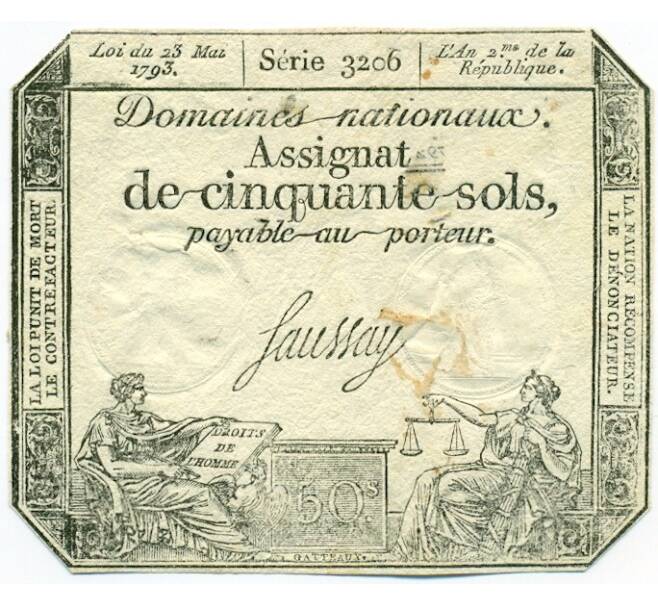 Loi du 23 Mai
1793.
Série 3206
L'An 2.me de la
République.
Domaines nationaux.
Assignat
de cinquante sols,
payable au porteur.
Saussay
LA LOI PUNIT DE MORT
LE CONTREFACTEUR.
LA NATION RÉCOMPENSE
LE DÉNONCIATEUR.
DROITS
DE
L'HOMME
50s
GATTEAUX.